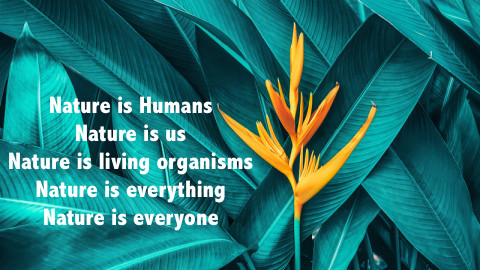 Nature is Humans
Nature is us
Nature is living organisms
Nature is everything
Nature is everyone